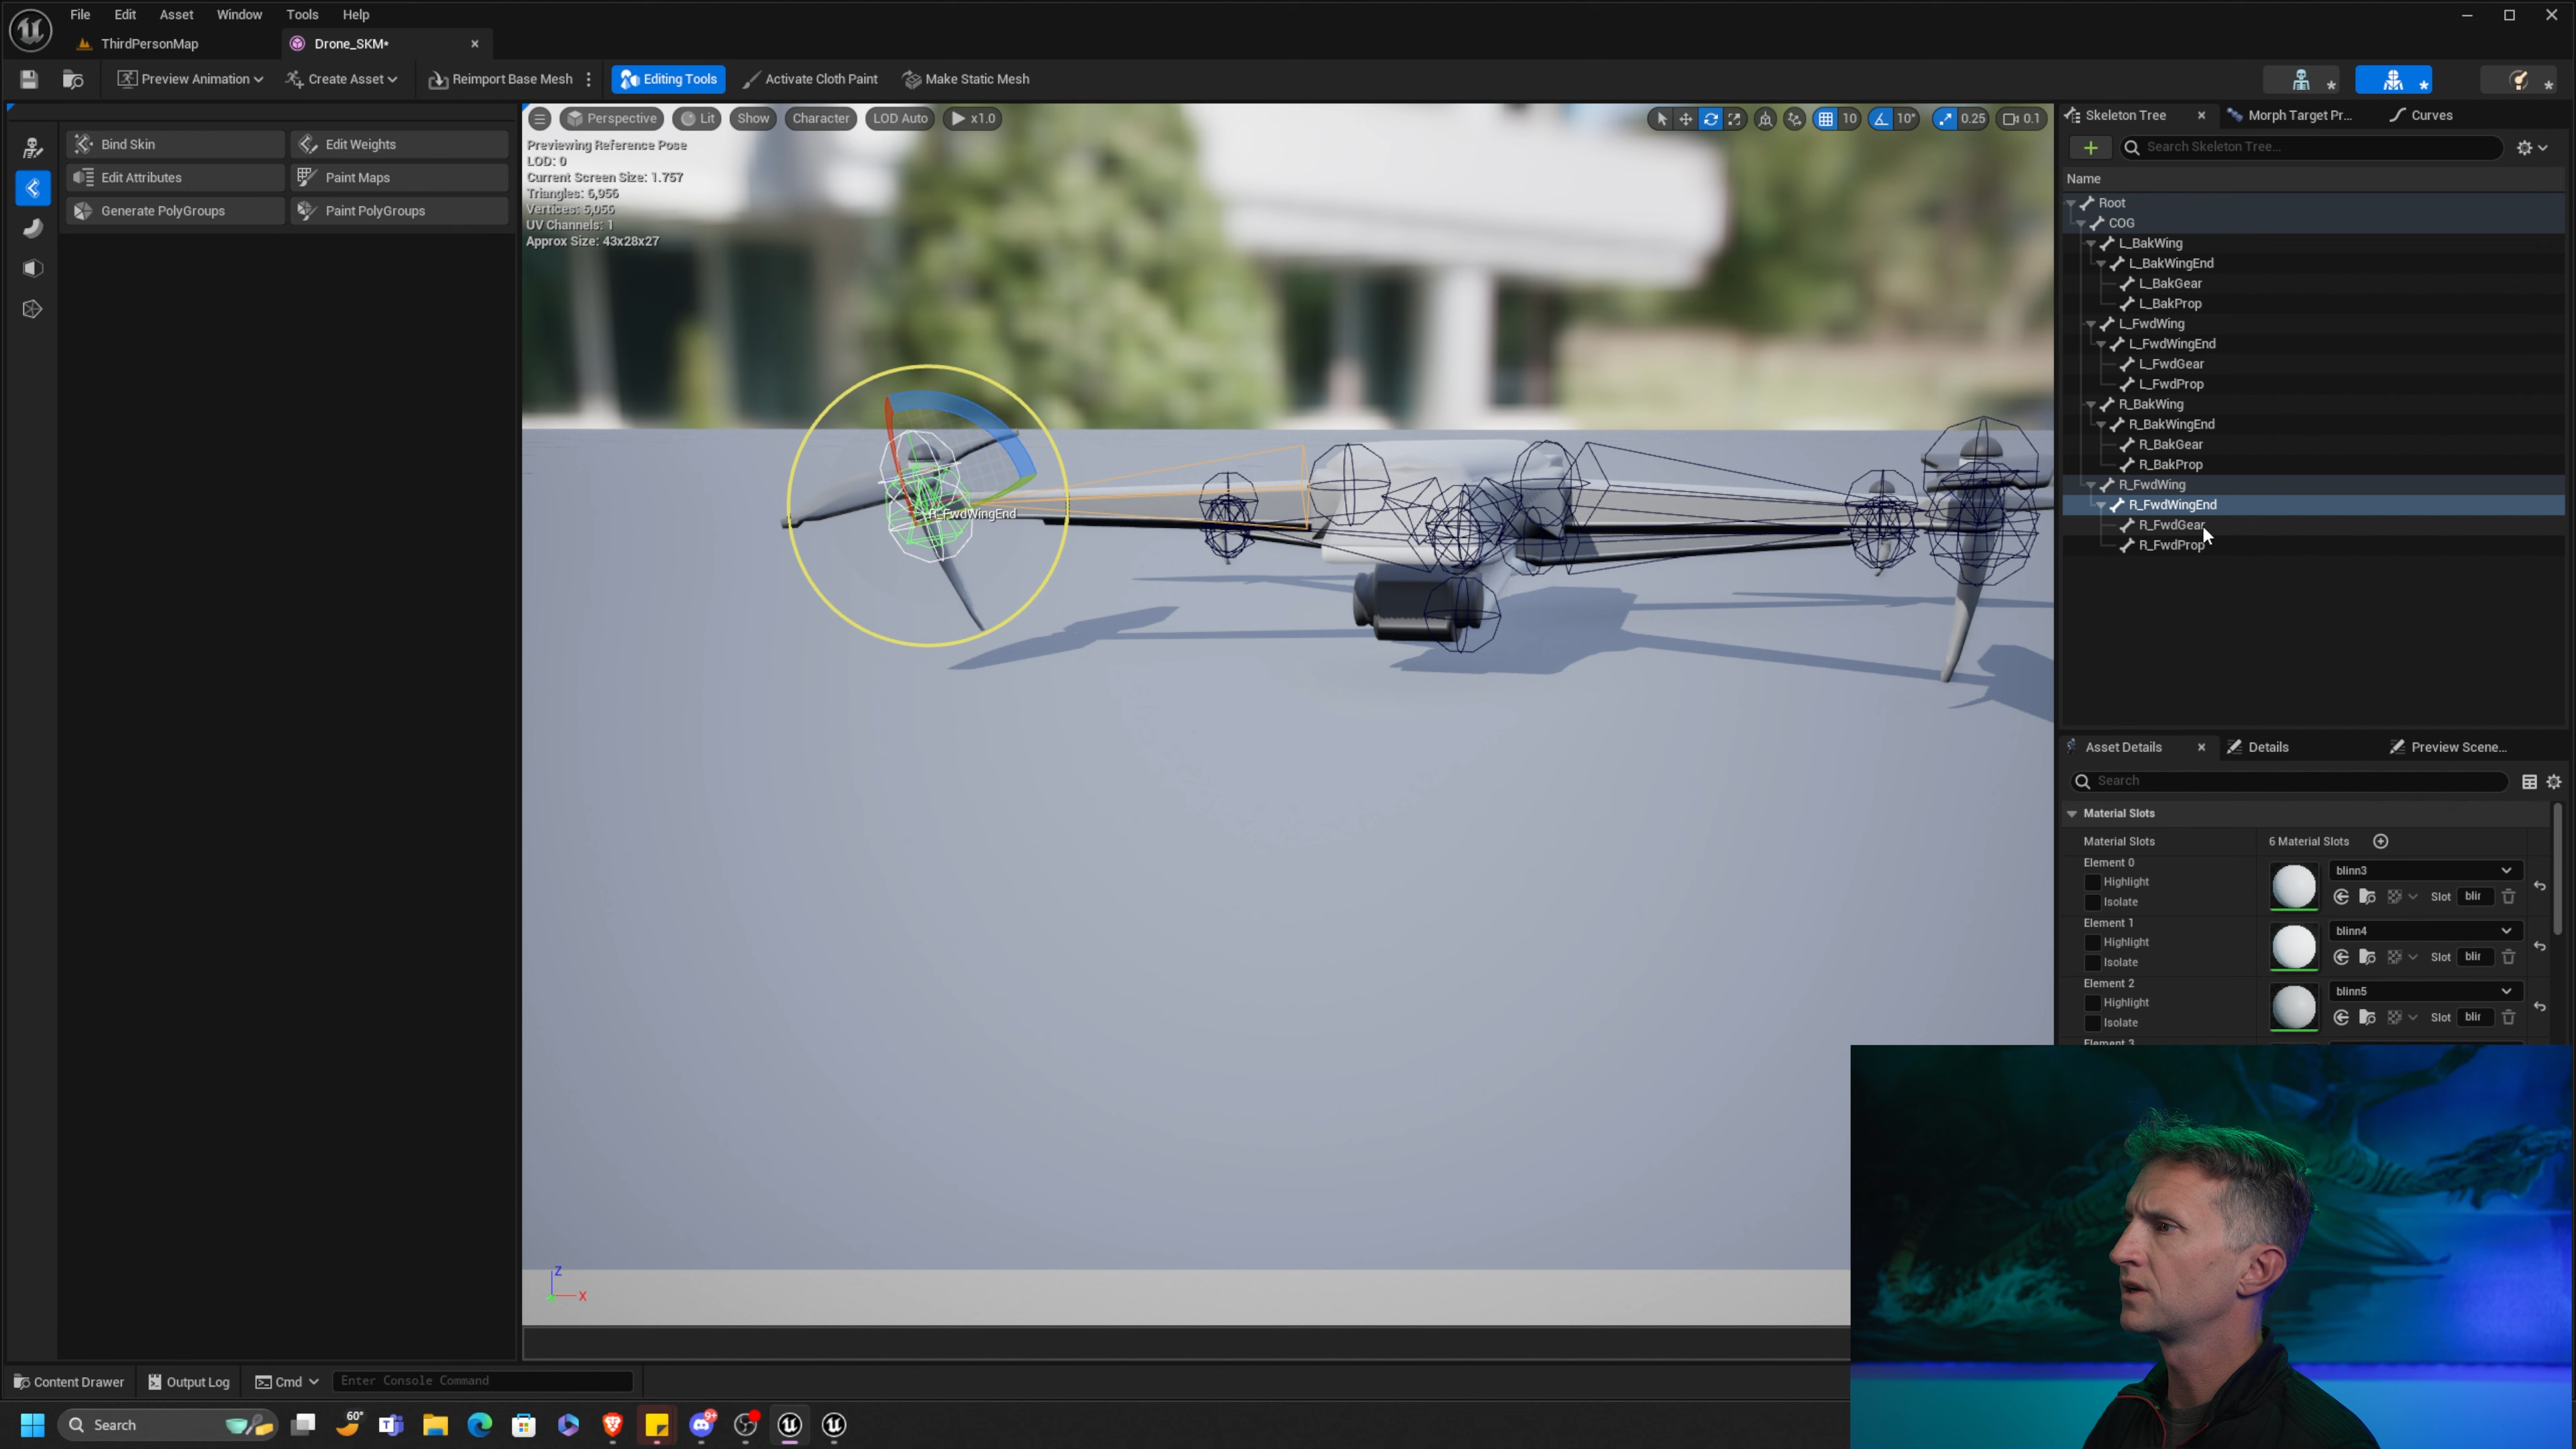 File Edit Asset Window Tools Help
ThirdPersonMap Drone_SKM*
Preview Animation Create Asset Reimport Base Mesh Editing Tools Activate Cloth Paint Make Static Mesh
Bind Skin Edit Weights
Edit Attributes Paint Maps
Generate PolyGroups Paint PolyGroups
Perspective Lit Show Character LOD Auto x1.0 10 10° 0.25 0.1
Previewing Reference Pose
LOD: 0
Current Screen Size: 1.757
Triangles: 6,956
Vertices: 5,056
UV Channels: 1
Approx Size: 43x28x27
R_FwdWingEnd
Z
X
Skeleton Tree Morph Target Pr... Curves
Search Skeleton Tree...
Name
Root
COG
L_BakWing
L_BakWingEnd
L_BakGear
L_BakProp
L_FwdWing
L_FwdWingEnd
L_FwdGear
L_FwdProp
R_BakWing
R_BakWingEnd
R_BakGear
R_BakProp
R_FwdWing
R_FwdWingEnd
R_FwdGear
R_FwdProp
Asset Details Details Preview Scene...
Search
Material Slots
Material Slots 6 Material Slots
Element 0
Highlight
Isolate
blinn3
Slot blir
Element 1
Highlight
Isolate
blinn4
Slot blir
Element 2
Highlight
Isolate
blinn5
Slot blir
Element 3
Content Drawer Output Log Cmd Enter Console Command
Search 60° 9+